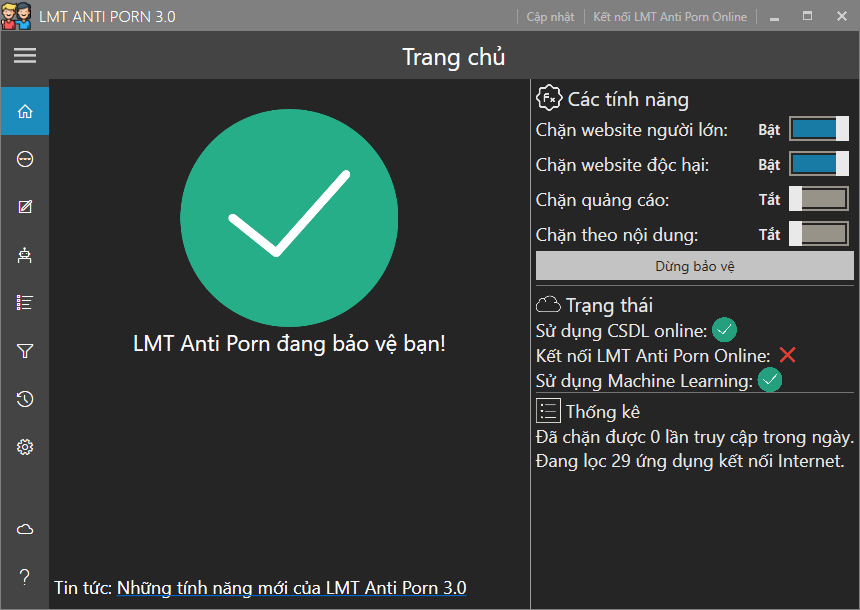 LMT ANTI PORN 3.0
Cập nhật
Kết nối LMT Anti Porn Online
Trang chủ
LMT Anti Porn đang bảo vệ bạn!
Tin tức: Những tính năng mới của LMT Anti Porn 3.0
Fx Các tính năng
Chặn website người lớn: Bật
Chặn website độc hại: Bật
Chặn quảng cáo: Tắt
Chặn theo nội dung: Tắt
Dừng bảo vệ
Trạng thái
Sử dụng CSDL online:
Kết nối LMT Anti Porn Online:
Sử dụng Machine Learning:
Thống kê
Đã chặn được 0 lần truy cập trong ngày.
Đang lọc 29 ứng dụng kết nối Internet.